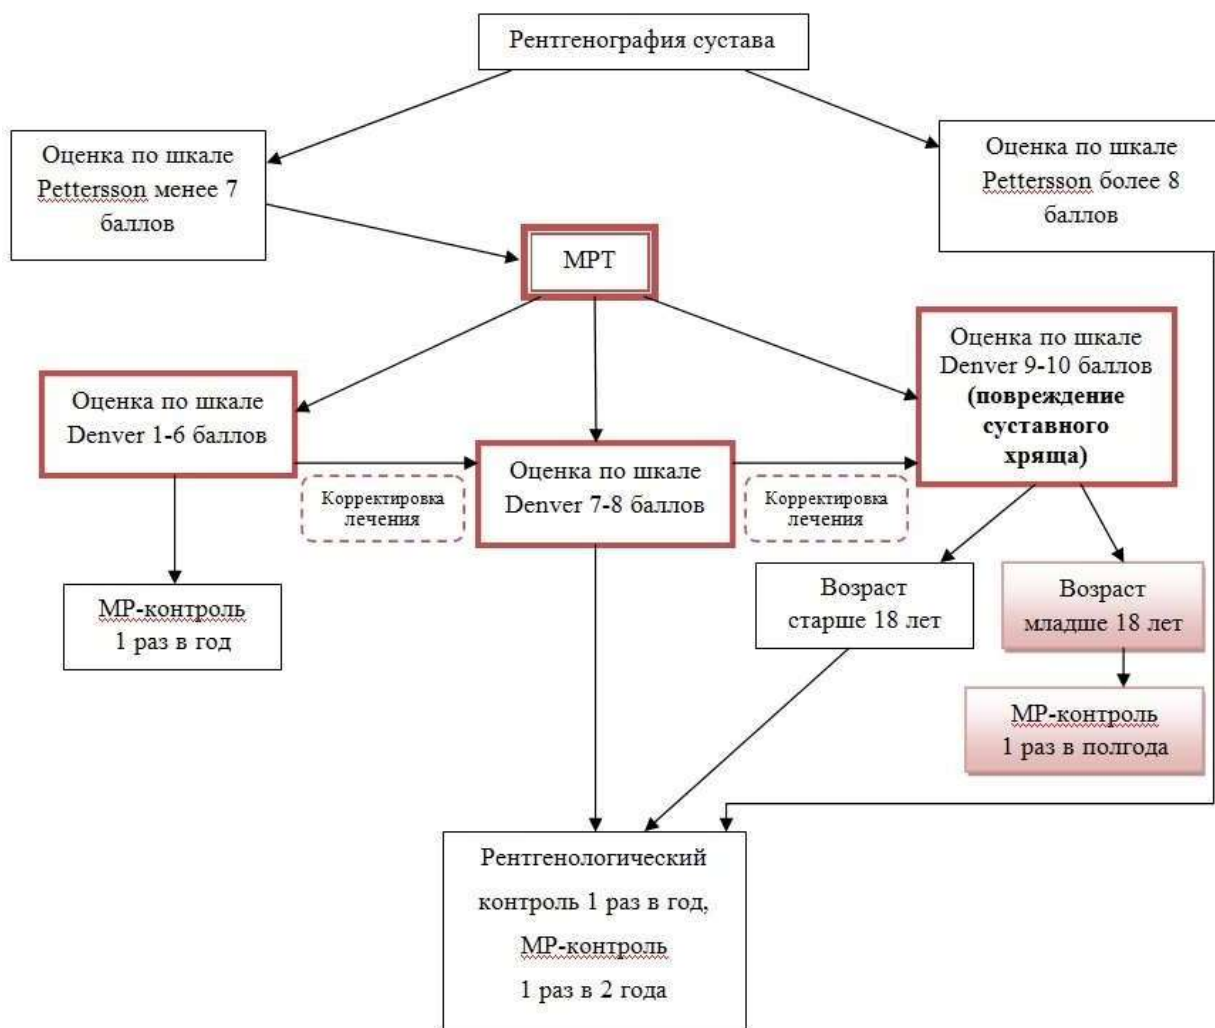 Рентгенография сустава
Оценка по шкале
Pettersson менее 7
баллов
Оценка по шкале
Pettersson более 8
баллов
МРТ
Оценка по шкале
Denver 1-6 баллов
Оценка по шкале
Denver 9-10 баллов
(повреждение
суставного
хряща)
Корректировка
лечения
Оценка по шкале
Denver 7-8 баллов
Корректировка
лечения
МР-контроль
1 раз в год
Возраст
старше 18 лет
Возраст
младше 18 лет
МР-контроль
1 раз в полгода
Рентгенологический
контроль 1 раз в год,
МР-контроль
1 раз в 2 года